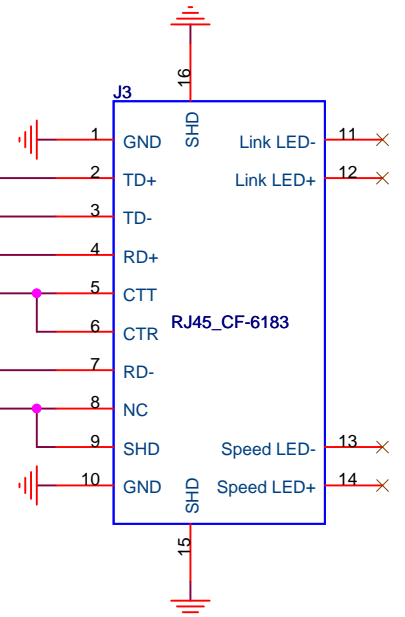 16
J3
SHD
1 GND
Link LED- 11
2 TD+
Link LED+ 12
3 TD-
4 RD+
5 CTT
RJ45_CF-6183
6 CTR
7 RD-
8 NC
9 SHD
Speed LED- 13
10 GND
Speed LED+ 14
SHD
15